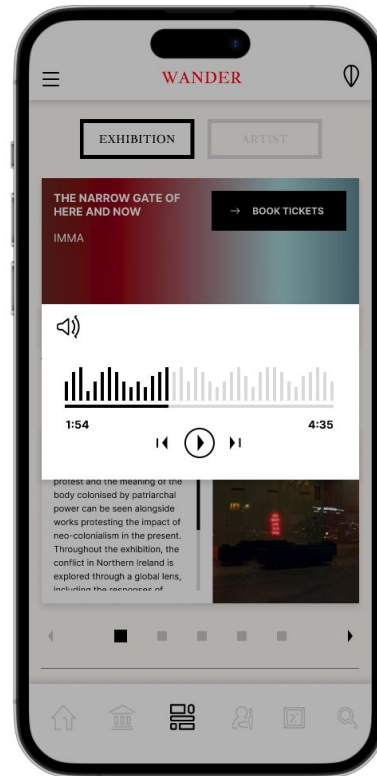 WANDER
EXHIBITION
ARTIST
THE NARROW GATE OF
HERE AND NOW
→ BOOK TICKETS
IMMA
1:54
4:35
protest and the meaning of the
body colonised by patriarchal
power can be seen alongside
works protesting the impact of
neo-colonialism in the present.
Throughout the exhibition, the
conflict in Northern Ireland is
explored through a global lens,
including the responses of